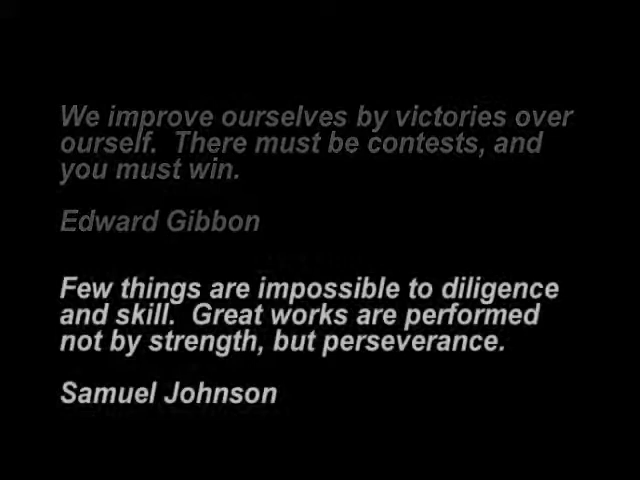 We improve ourselves by victories over
ourself.  There must be contests, and
you must win.
Edward Gibbon
Few things are impossible to diligence
and skill.  Great works are performed
not by strength, but perseverance.
Samuel Johnson